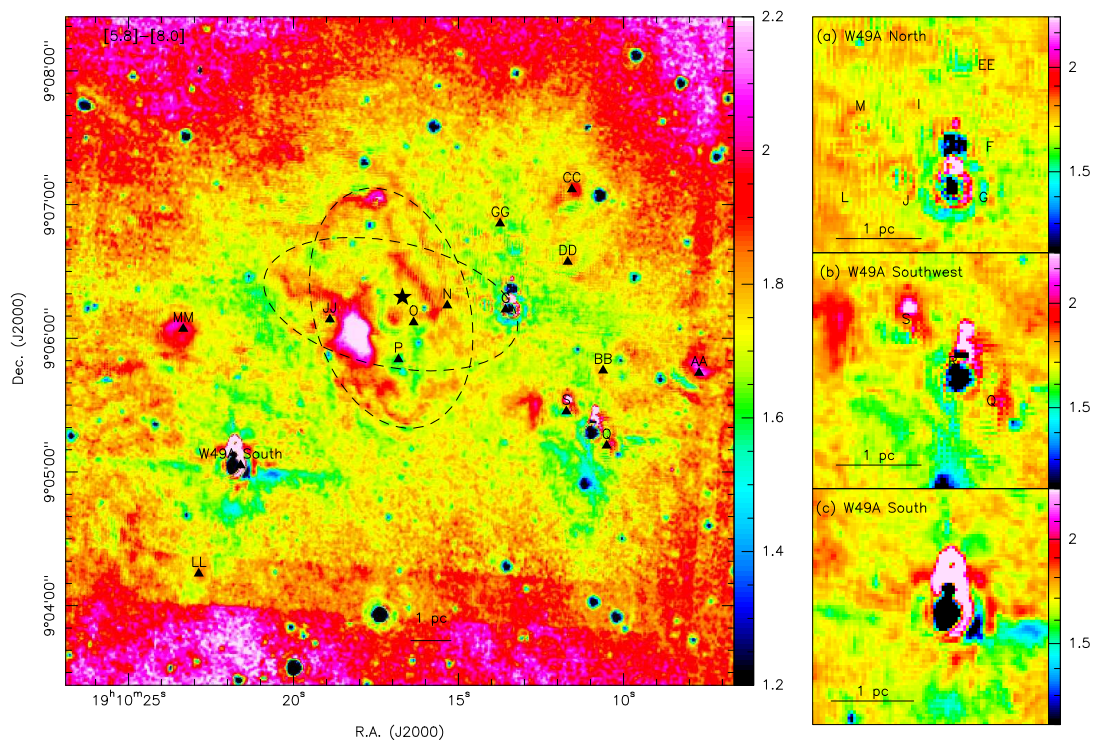 [5.8]−[8.0]
2.2
2
1.8
1.6
1.4
1.2
9°08'00"
9°07'00"
9°06'00"
9°05'00"
9°04'00"
Dec. (J2000)
CC
GG
DD
N
G
O
JJ
MM
P
BB
AA
S
Q
W49A South
LL
1 pc
19h10m25s
20s
15s
10s
R.A. (J2000)
(a) W49A North
EE
M
I
F
L
J
G
1 pc
2
1.5
(b) W49A Southwest
S
R
Q
1 pc
2
1.5
(c) W49A South
1 pc
2
1.5